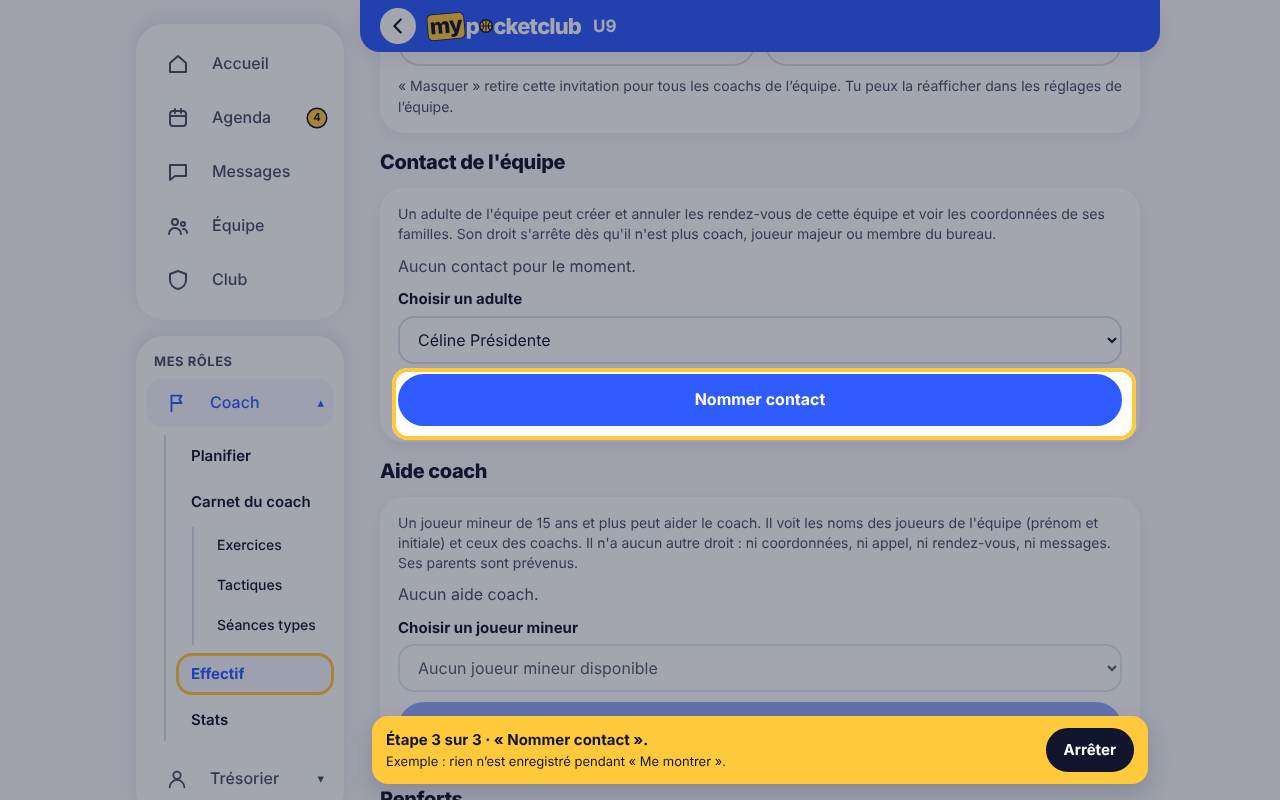 mypocketclub U9
Accueil
Agenda 4
Messages
Équipe
Club
MES RÔLES
Coach
Planifier
Carnet du coach
Exercices
Tactiques
Séances types
Effectif
Stats
Trésorier
« Masquer » retire cette invitation pour tous les coachs de l'équipe. Tu peux la réafficher dans les réglages de
l'équipe.
Contact de l'équipe
Un adulte de l'équipe peut créer et annuler les rendez-vous de cette équipe et voir les coordonnées de ses
familles. Son droit s'arrête dès qu'il n'est plus coach, joueur majeur ou membre du bureau.
Aucun contact pour le moment.
Choisir un adulte
Céline Présidente
Nommer contact
Aide coach
Un joueur mineur de 15 ans et plus peut aider le coach. Il voit les noms des joueurs de l'équipe (prénom et
initiale) et ceux des coachs. Il n'a aucun autre droit : ni coordonnées, ni appel, ni rendez-vous, ni messages.
Ses parents sont prévenus.
Aucun aide coach.
Choisir un joueur mineur
Aucun joueur mineur disponible
Étape 3 sur 3 · « Nommer contact ».
Exemple : rien n'est enregistré pendant « Me montrer ».
Arrêter
Renforts